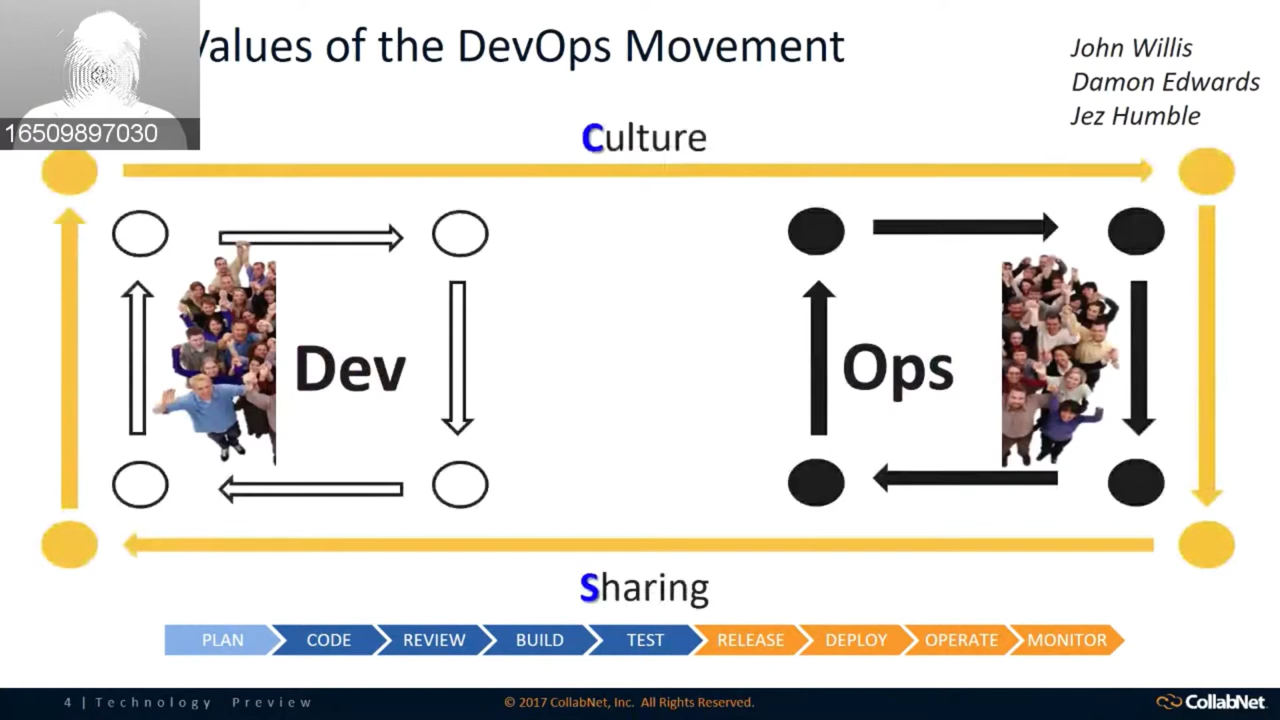 Values of the DevOps Movement
John Willis
Damon Edwards
Jez Humble
16509897030
Culture
Dev
Ops
Sharing
PLAN CODE REVIEW BUILD TEST RELEASE DEPLOY OPERATE MONITOR
4 | Technology Preview
© 2017 CollabNet, Inc. All Rights Reserved.
CollabNet